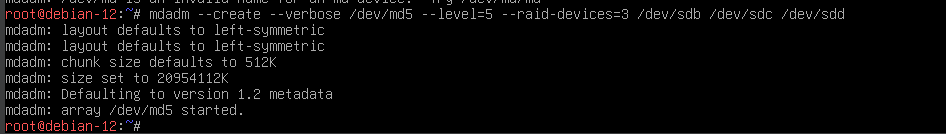 root@debian-12:~# mdadm --create --verbose /dev/md5 --level=5 --raid-devices=3 /dev/sdb /dev/sdc /dev/sdd
mdadm: layout defaults to left-symmetric
mdadm: layout defaults to left-symmetric
mdadm: chunk size defaults to 512K
mdadm: size set to 20954112K
mdadm: Defaulting to version 1.2 metadata
mdadm: array /dev/md5 started.
root@debian-12:~#